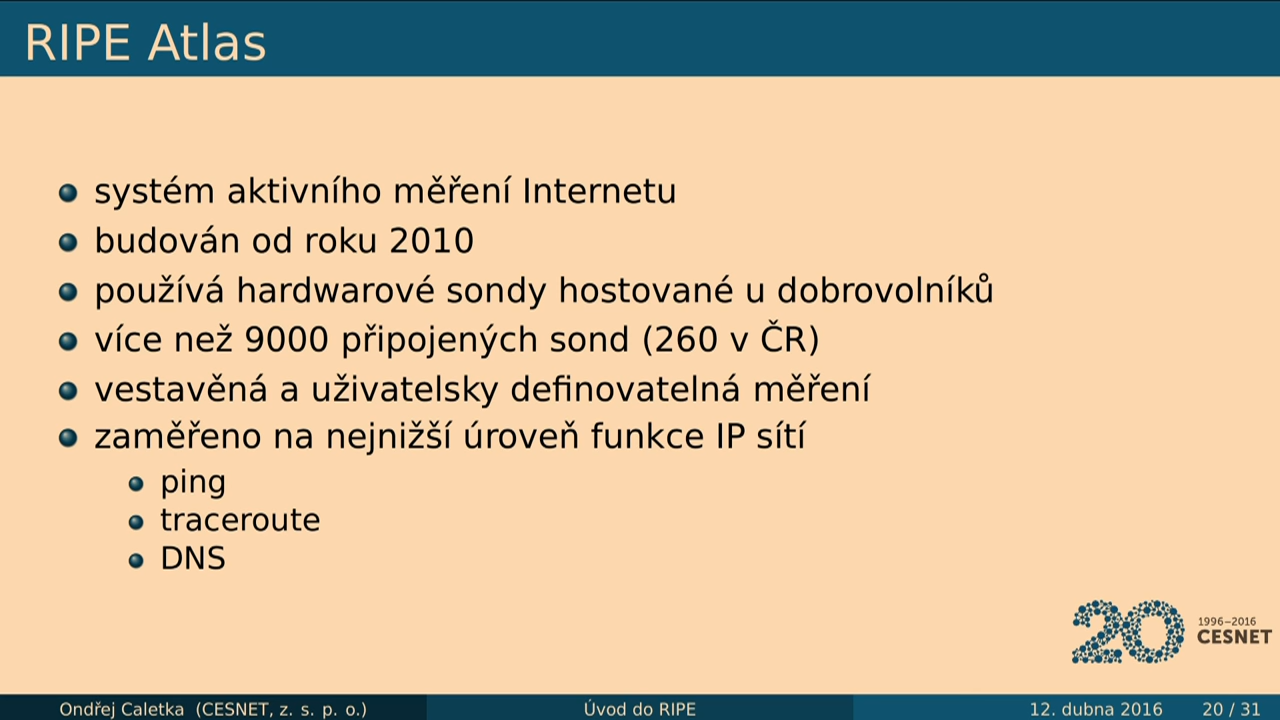 RIPE Atlas
systém aktivního měření Internetu
budován od roku 2010
používá hardwarové sondy hostované u dobrovolníků
více než 9000 připojených sond (260 v ČR)
vestavěná a uživatelsky definovatelná měření
zaměřeno na nejnižší úroveň funkce IP sítí
ping
traceroute
DNS
20
1996–2016
CESNET
Ondřej Caletka (CESNET, z. s. p. o.)
Úvod do RIPE
12. dubna 2016
20 / 31